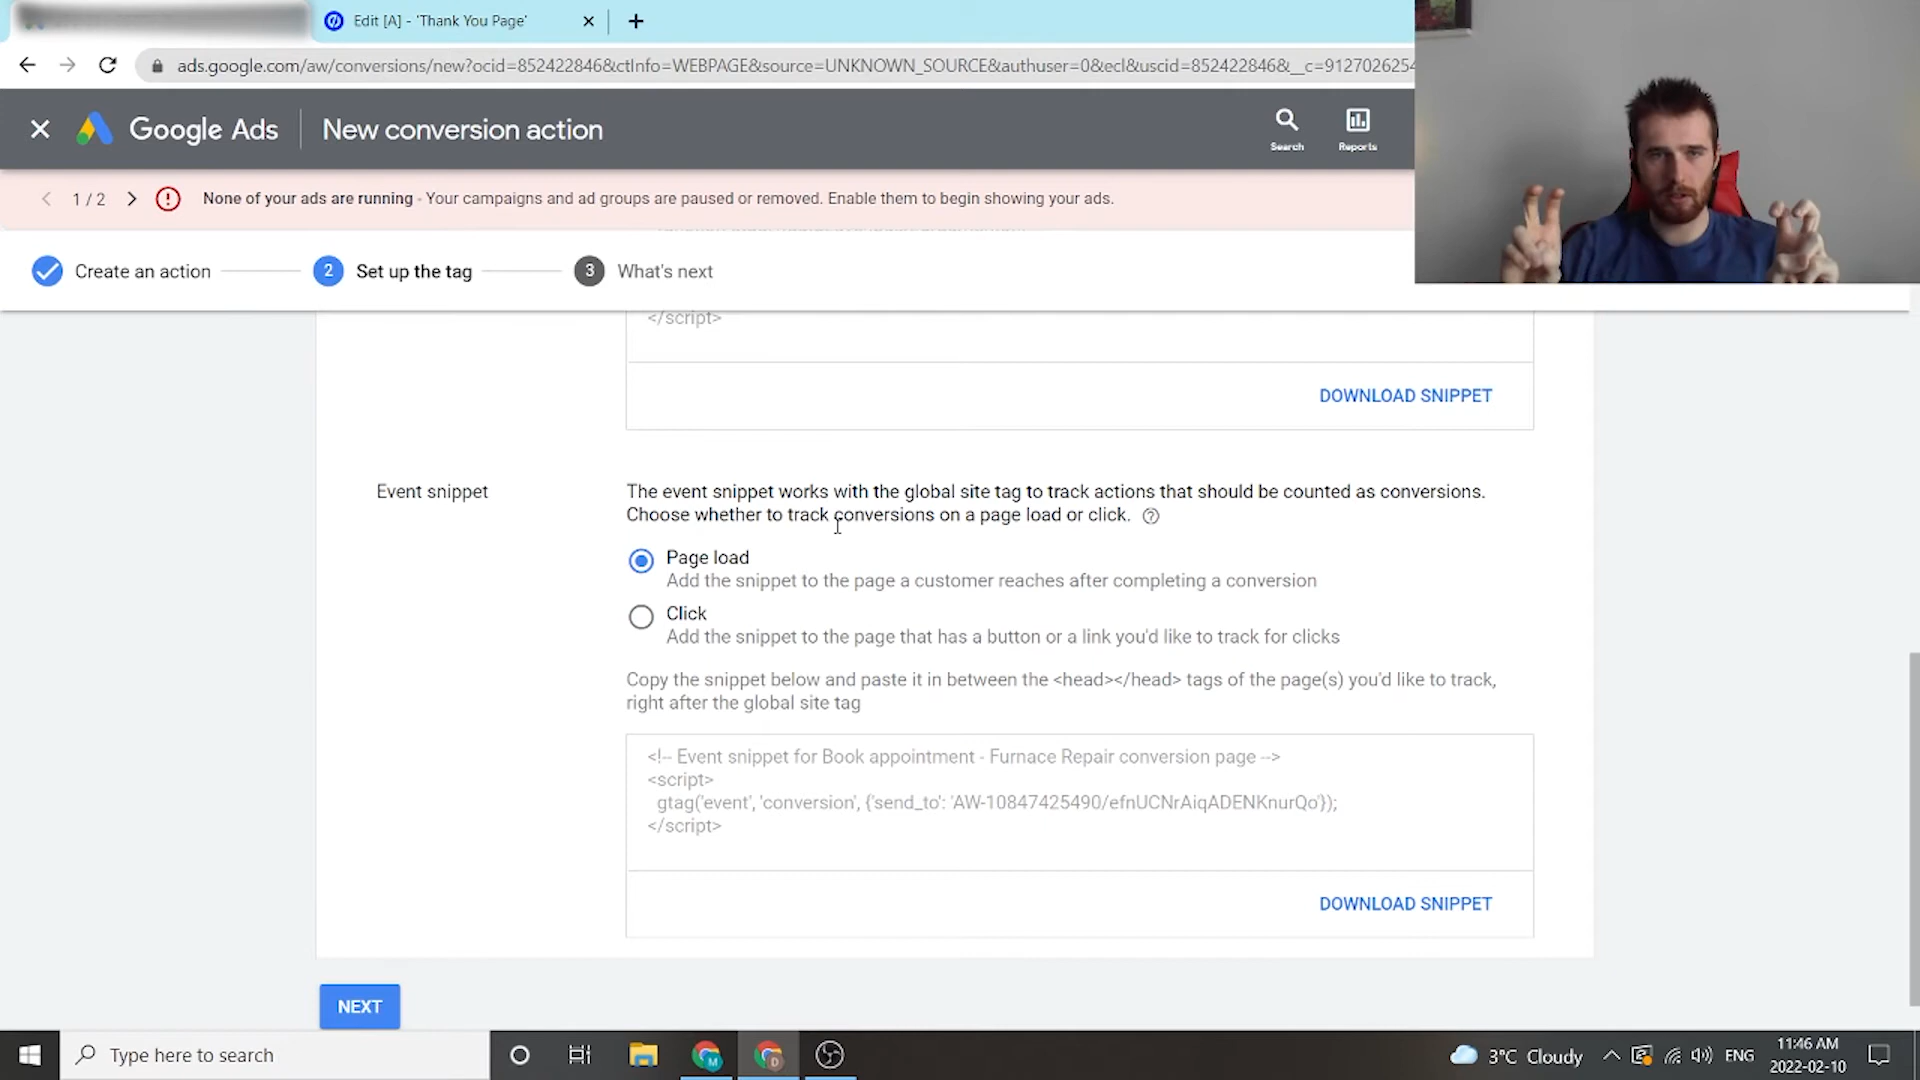 Edit [A] - 'Thank You Page'
ads.google.com/aw/conversions/new?ocid=852422846&ctInfo=WEBPAGE&source=UNKNOWN_SOURCE&authuser=0&ecl&uscid=852422846&__c=9127026254
Google Ads
New conversion action
Search
Reports
1 / 2
None of your ads are running - Your campaigns and ad groups are paused or removed. Enable them to begin showing your ads.
Create an action
2 Set up the tag
3 What's next
</script>
DOWNLOAD SNIPPET
Event snippet
The event snippet works with the global site tag to track actions that should be counted as conversions.
Choose whether to track conversions on a page load or click.
Page load
Add the snippet to the page a customer reaches after completing a conversion
Click
Add the snippet to the page that has a button or a link you'd like to track for clicks
Copy the snippet below and paste it in between the <head></head> tags of the page(s) you'd like to track,
right after the global site tag
<!-- Event snippet for Book appointment - Furnace Repair conversion page -->
<script>
gtag('event', 'conversion', {'send_to': 'AW-10847425490/efnUCNrAiqADENKnurQo'});
</script>
DOWNLOAD SNIPPET
NEXT
Type here to search
M
D
3°C Cloudy
ENG
11:46 AM
2022-02-10